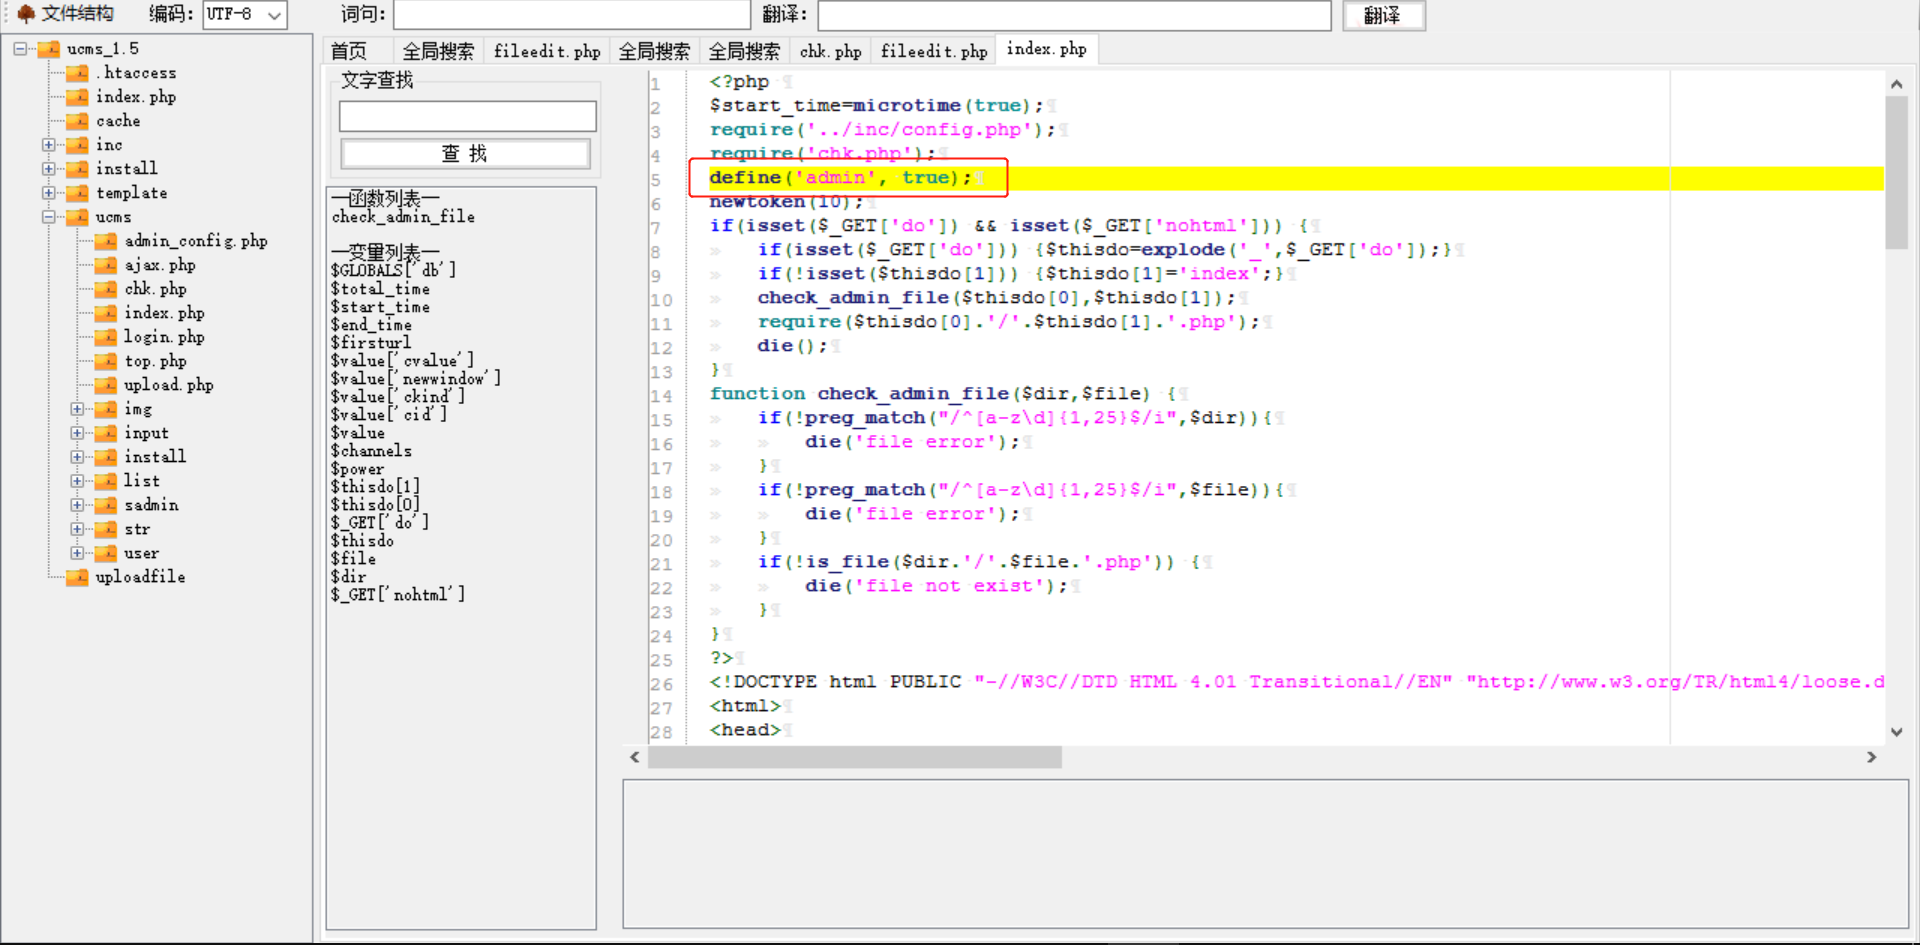 文件结构 编码: UTF-8 词句: 翻译: 翻译
ucms_1.5
.htaccess
index.php
cache
inc
install
template
ucms
admin_config.php
ajax.php
chk.php
index.php
login.php
top.php
upload.php
img
input
install
list
sadmin
str
user
uploadfile
首页 全局搜索 fileedit.php 全局搜索 全局搜索 chk.php fileedit.php index.php
文字查找
查 找
—函数列表—
check_admin_file
—变量列表—
$GLOBALS['db']
$total_time
$start_time
$end_time
$firsturl
$value['cvalue']
$value['newwindow']
$value['ckind']
$value['cid']
$value
$channels
$power
$thisdo[1]
$thisdo[0]
$_GET['do']
$thisdo
$file
$dir
$_GET['nohtml']
1 <?php
2 $start_time=microtime(true);
3 require('../inc/config.php');
4 require('chk.php');
5 define('admin', true);
6 newtoken(10);
7 if(isset($_GET['do']) && isset($_GET['nohtml'])) {
8 if(isset($_GET['do'])) {$thisdo=explode('_',$_GET['do']);}
9 if(!isset($thisdo[1])) {$thisdo[1]='index';}
10 check_admin_file($thisdo[0],$thisdo[1]);
11 require($thisdo[0].'/'.$thisdo[1].'.php');
12 die();
13 }
14 function check_admin_file($dir,$file) {
15 if(!preg_match("/^[a-z\d]{1,25}$/i",$dir)){
16 die('file error');
17 }
18 if(!preg_match("/^[a-z\d]{1,25}$/i",$file)){
19 die('file error');
20 }
21 if(!is_file($dir.'/'.$file.'.php')) {
22 die('file not exist');
23 }
24 }
25 ?>
26 <!DOCTYPE html PUBLIC "-//W3C//DTD HTML 4.01 Transitional//EN" "http://www.w3.org/TR/html4/loose.d
27 <html>
28 <head>